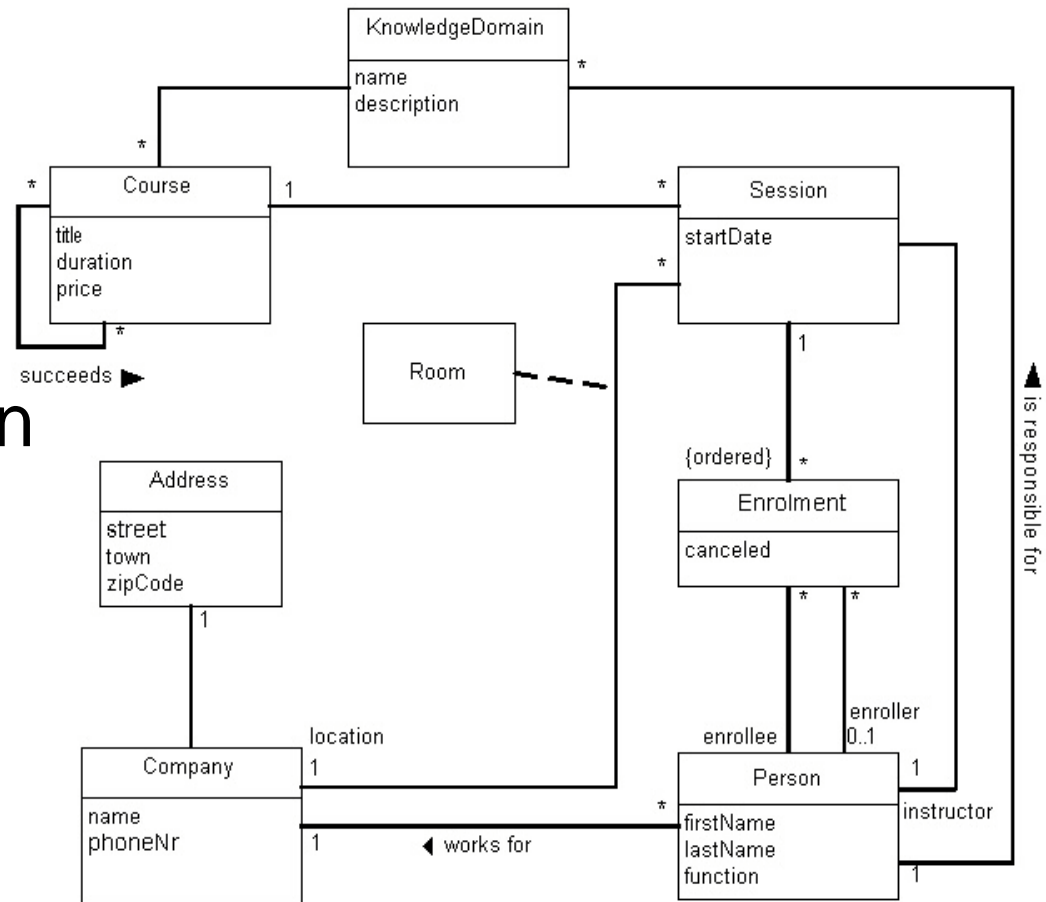 KnowledgeDomain
*
name
description
*
*
Course
1
*
Session
title
duration
price
startDate
*
*
succeeds ►
Room
1
▲ is responsible for
n
{ordered}
*
Address
Enrolment
street
town
zipCode
canceled
1
*
*
location
enrollee
enroller
0..1
Company
1
Person
1
name
phoneNr
1
◄ works for
*
firstName
lastName
function
instructor
1